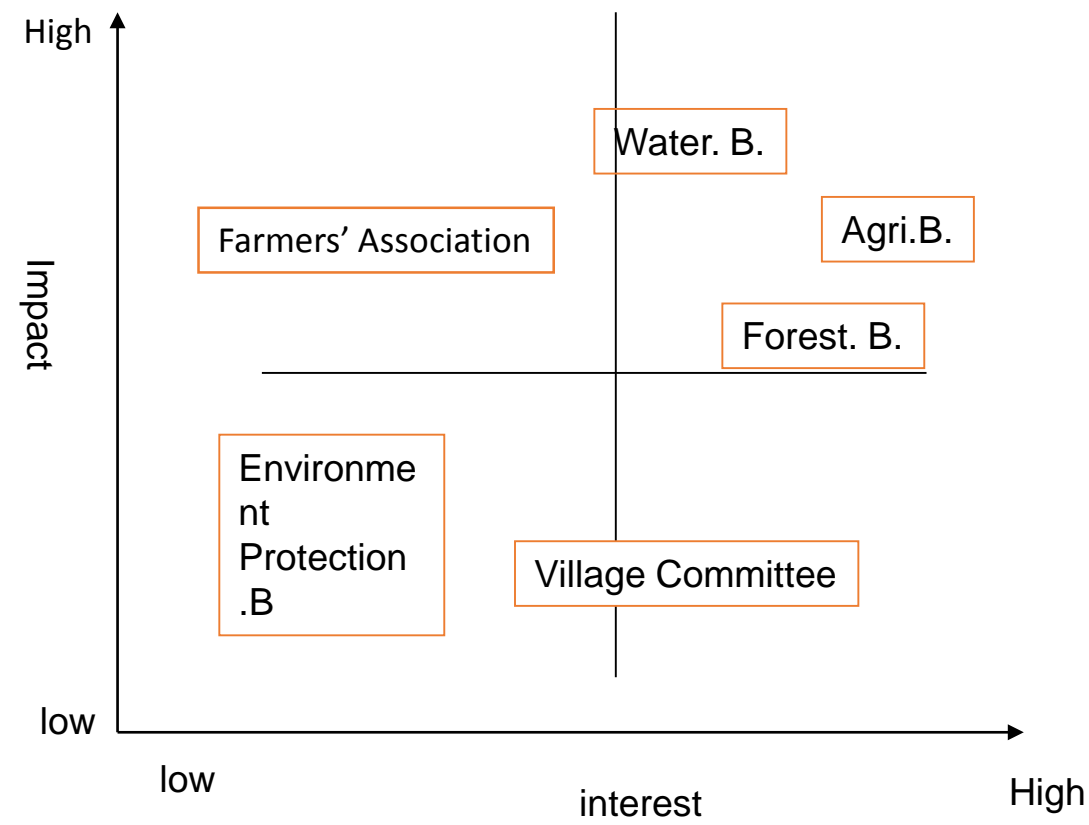 High
Water. B.
Farmers’ Association
Agri.B.
Impact
Forest. B.
Environme
nt
Protection
.B
Village Committee
low
low
interest
High